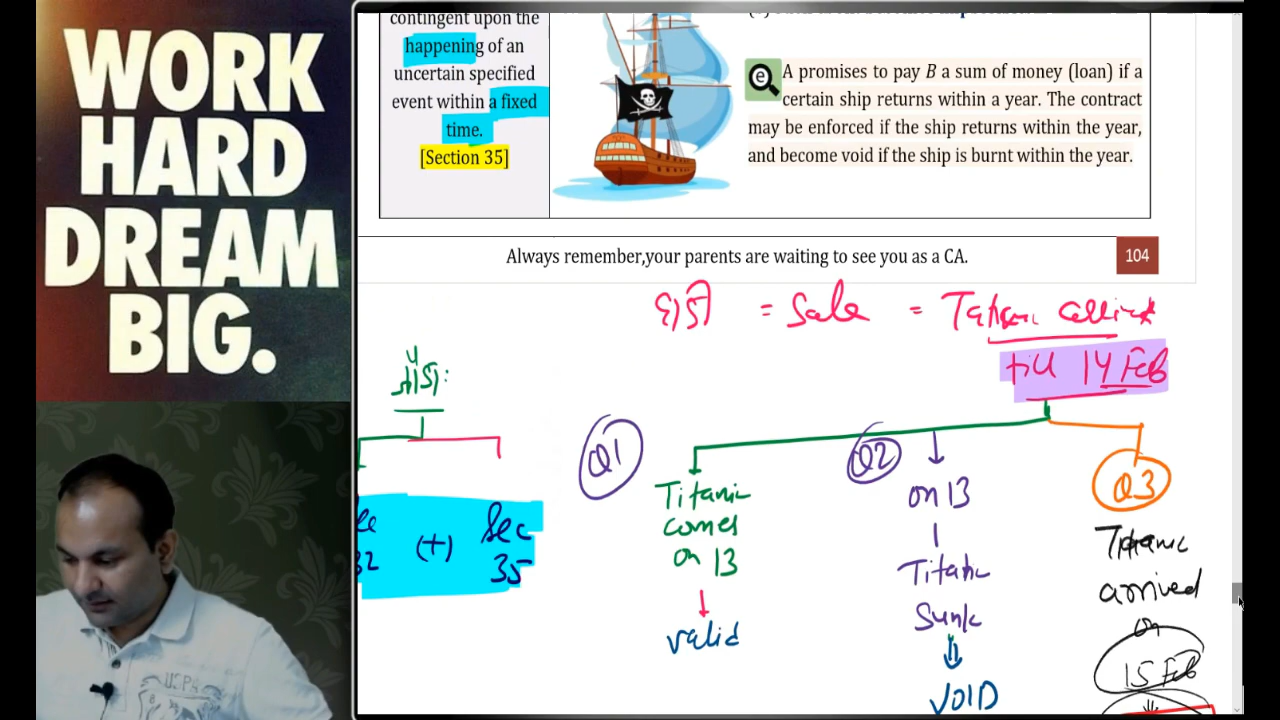 WORK
HARD
DREAM
BIG.
contingent upon the
happening of an
uncertain specified
event within a fixed
time.
[Section 35]
A promises to pay B a sum of money (loan) if a
certain ship returns within a year. The contract
may be enforced if the ship returns within the year,
and become void if the ship is burnt within the year.
Always remember,your parents are waiting to see you as a CA.
104
= Sale =
till 14 Feb
Q1
Q2
Q3
Titanic
comes
on 13
valid
on 13
Titanic
Sunk
VOID
Titanic
arrived
on
15 Feb
32 (+) Sec
35
USPA